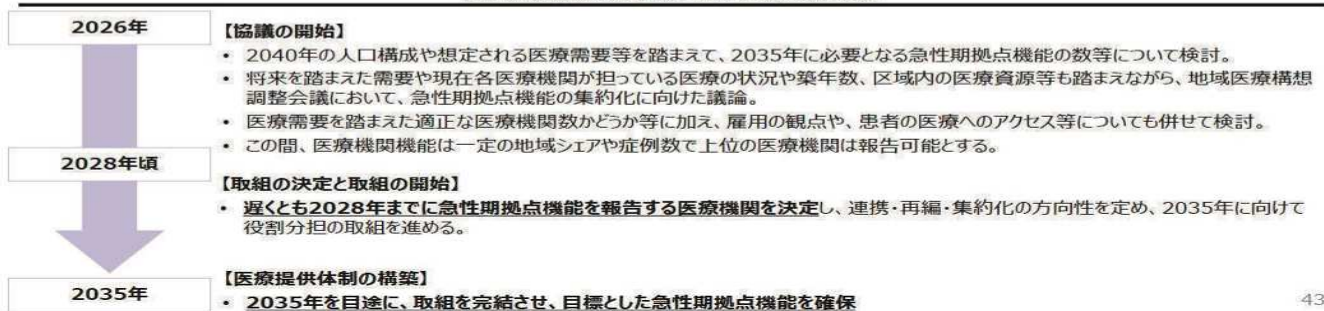 2026年
【協議の開始】
• 2040年の人口構成や想定される医療需要等を踏まえて、2035年に必要となる急性期拠点機能の数等について検討。
• 将来を踏まえた需要や現在各医療機関が担っている医療の状況や築年数、区域内の医療資源等も踏まえながら、地域医療構想
調整会議において、急性期拠点機能の集約化に向けた議論。
• 医療需要を踏まえた適正な医療機関数かどうか等に加え、雇用の観点や、患者の医療へのアクセス等についても併せて検討。
• この間、医療機関機能は一定の地域シェアや症例数で上位の医療機関は報告可能とする。
2028年頃
【取組の決定と取組の開始】
• 遅くとも2028年までに急性期拠点機能を報告する医療機関を決定し、連携・再編・集約化の方向性を定め、2035年に向けて
役割分担の取組を進める。
【医療提供体制の構築】
2035年
• 2035年を目途に、取組を完結させ、目標とした急性期拠点機能を確保
43